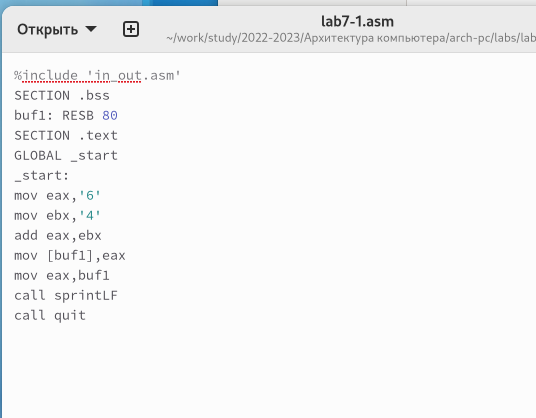 Открыть
lab7-1.asm
~/work/study/2022-2023/Архитектура компьютера/arch-pc/labs/lab
%include 'in_out.asm'
SECTION .bss
buf1: RESB 80
SECTION .text
GLOBAL _start
_start:
mov eax,'6'
mov ebx,'4'
add eax,ebx
mov [buf1],eax
mov eax,buf1
call sprintLF
call quit